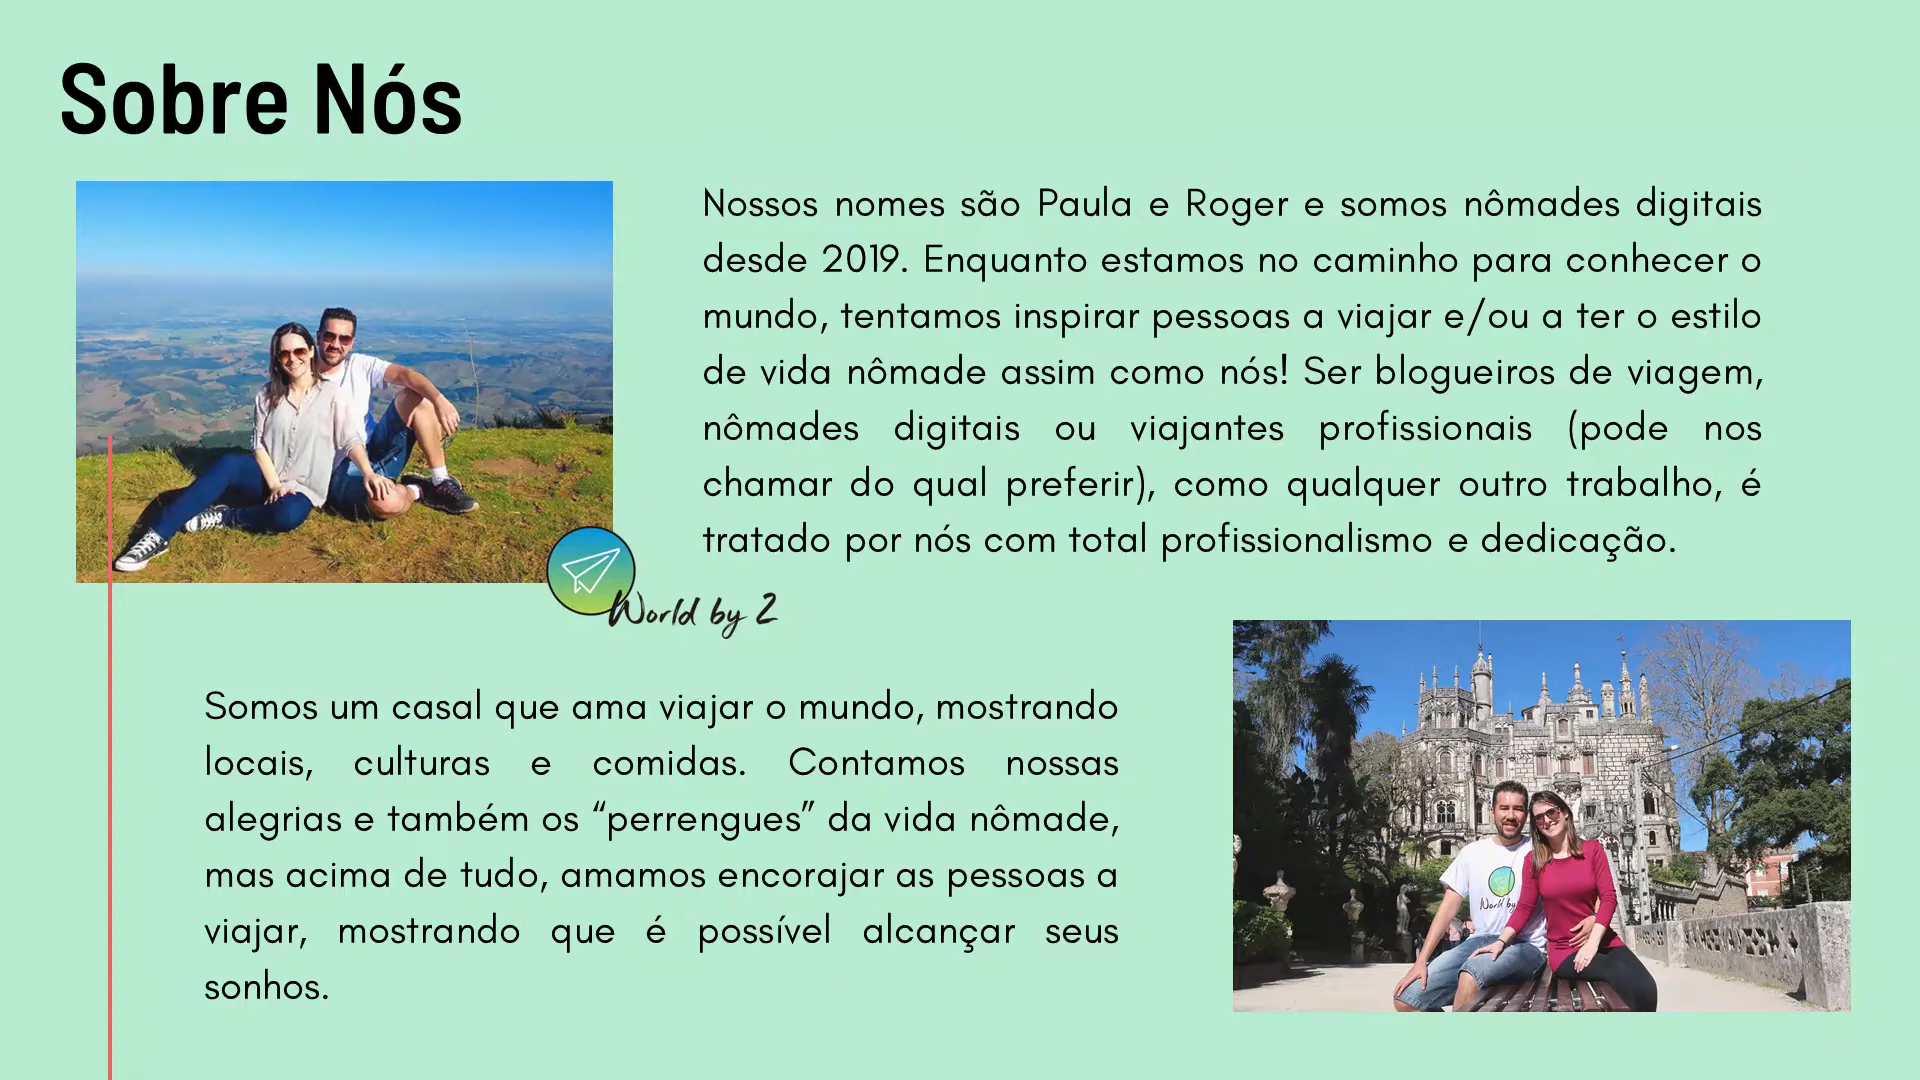 Sobre Nós
Nossos nomes são Paula e Roger e somos nômades digitais
desde 2019. Enquanto estamos no caminho para conhecer o
mundo, tentamos inspirar pessoas a viajar e/ou a ter o estilo
de vida nômade assim como nós! Ser blogueiros de viagem,
nômades digitais ou viajantes profissionais (pode nos
chamar do qual preferir), como qualquer outro trabalho, é
tratado por nós com total profissionalismo e dedicação.
World by 2
Somos um casal que ama viajar o mundo, mostrando
locais, culturas e comidas. Contamos nossas
alegrias e também os “perrengues” da vida nômade,
mas acima de tudo, amamos encorajar as pessoas a
viajar, mostrando que é possível alcançar seus
sonhos.
World by